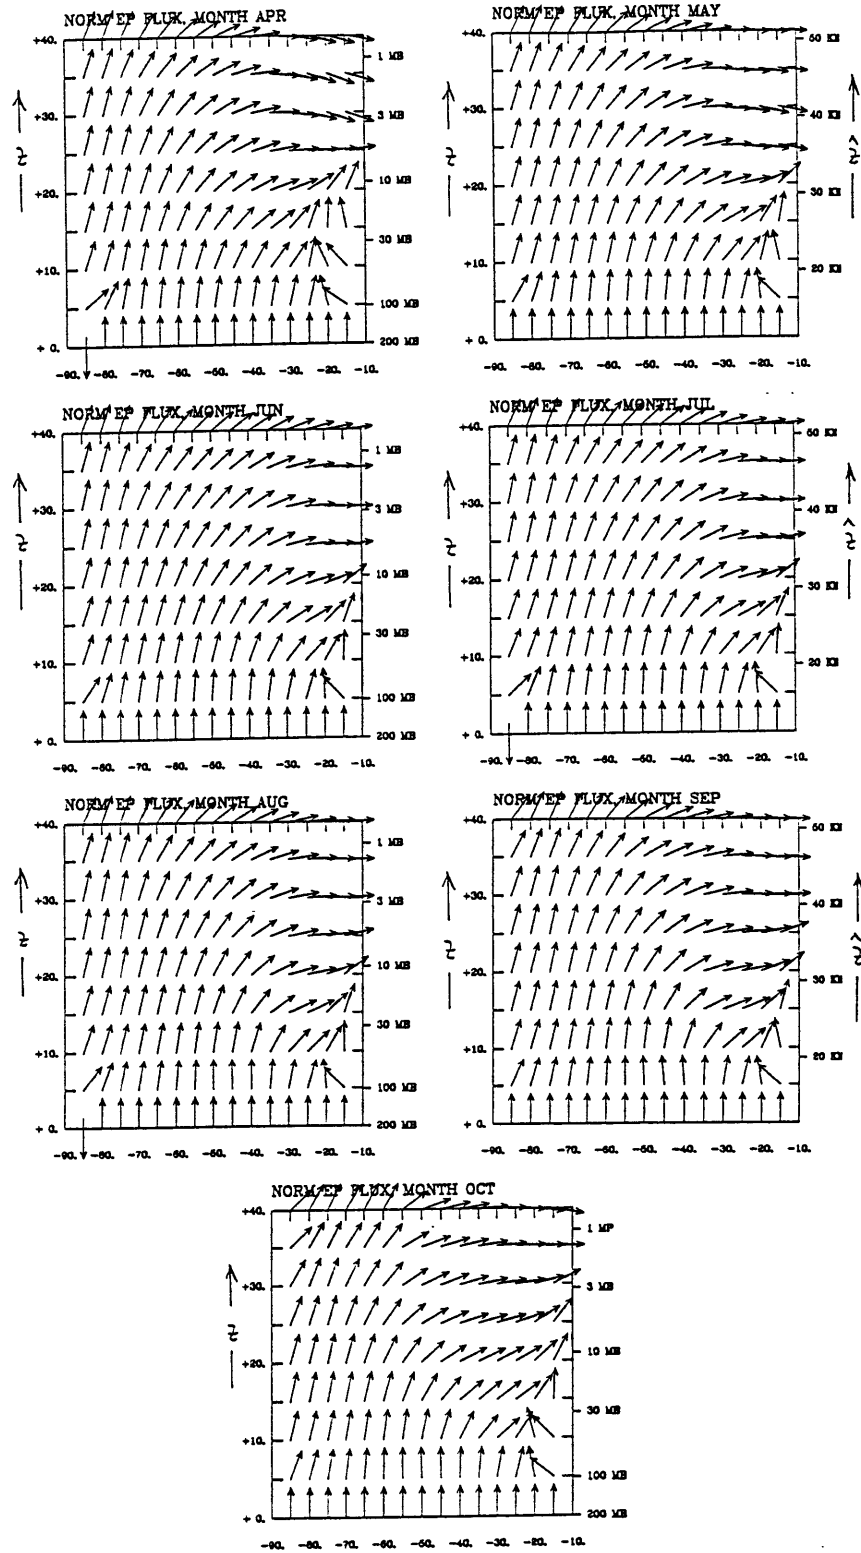 NORM EP FLUX, MONTH APR
+40.
+30.
+20.
+10.
+ 0.
1 MB
3 MB
10 MB
30 MB
100 MB
200 MB
-90. -80. -70. -60. -50. -40. -30. -20. -10.
NORM EP FLUX, MONTH MAY
+40.
+30.
+20.
+10.
+ 0.
50 KM
40 KM
30 KM
20 KM
-90. -80. -70. -60. -50. -40. -30. -20. -10.
NORM EP FLUX, MONTH JUN
+40.
+30.
+20.
+10.
+ 0.
1 MB
3 MB
10 MB
30 MB
100 MB
200 MB
-90. -80. -70. -60. -50. -40. -30. -20. -10.
NORM EP FLUX, MONTH JUL
+40.
+30.
+20.
+10.
+ 0.
50 KM
40 KM
30 KM
20 KM
-90. -80. -70. -60. -50. -40. -30. -20. -10.
NORM EP FLUX, MONTH AUG
+40.
+30.
+20.
+10.
+ 0.
1 MB
3 MB
10 MB
30 MB
100 MB
200 MB
-90. -80. -70. -60. -50. -40. -30. -20. -10.
NORM EP FLUX, MONTH SEP
+40.
+30.
+20.
+10.
+ 0.
50 KM
40 KM
30 KM
20 KM
-90. -80. -70. -60. -50. -40. -30. -20. -10.
NORM EP FLUX, MONTH OCT
+40.
+30.
+20.
+10.
+ 0.
1 MP
3 MB
10 MB
30 MB
100 MB
200 MB
-90. -80. -70. -60. -50. -40. -30. -20. -10.